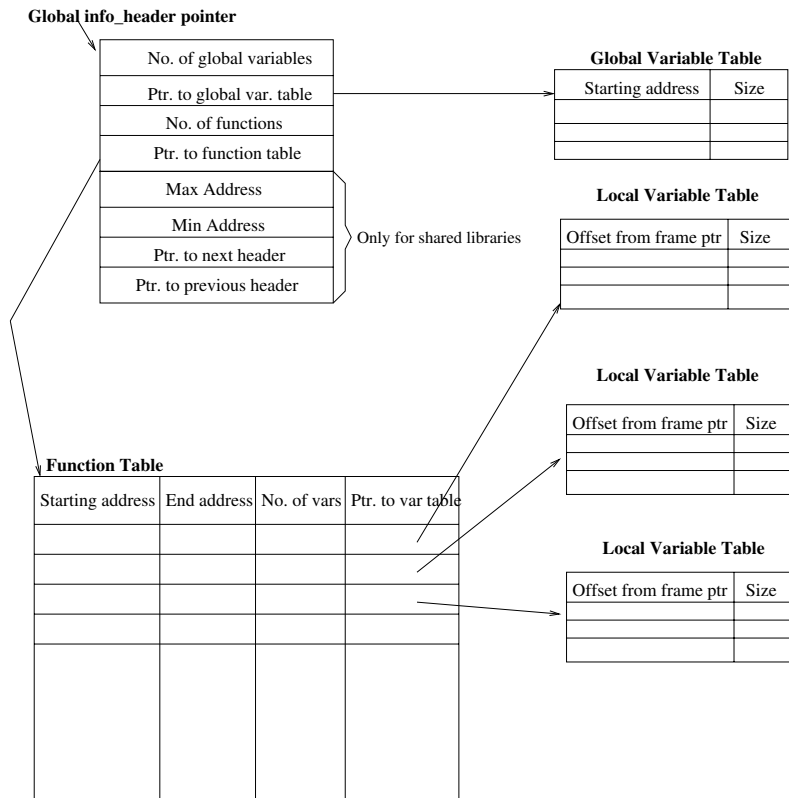 Global info_header pointer
No. of global variables
Ptr. to global var. table
No. of functions
Ptr. to function table
Max Address
Min Address
Ptr. to next header
Ptr. to previous header
Only for shared libraries
Global Variable Table
Starting address Size
Local Variable Table
Offset from frame ptr Size
Local Variable Table
Offset from frame ptr Size
Local Variable Table
Offset from frame ptr Size
Function Table
Starting address End address No. of vars Ptr. to var table